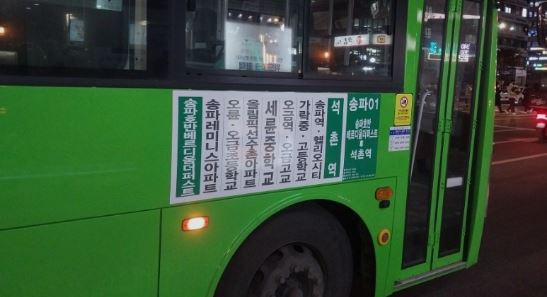 송파호반베르디움더퍼스트
송파레미니스아파트
오륜·오금초등학교
올림픽선수촌아파트
세륜중학교
오금역·오금고교
가락중·고등학교
송파역·헬리오시티
석촌역
송파01
송파호반
베르디움더퍼스트
석촌역